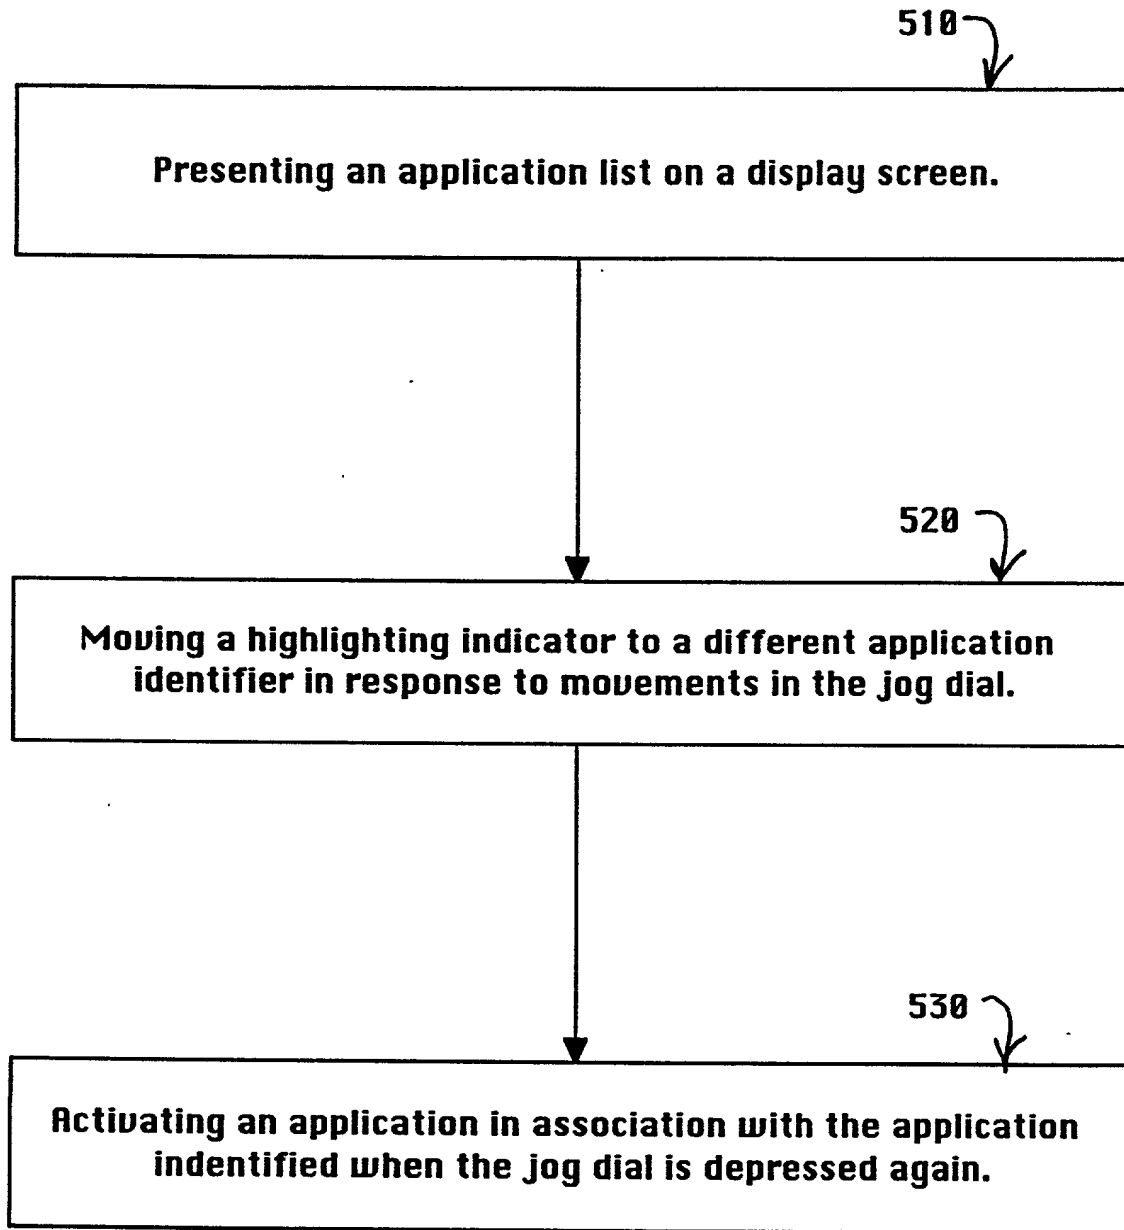 510
Presenting an application list on a display screen.
520
Moving a highlighting indicator to a different application
identifier in response to movements in the jog dial.
530
Activating an application in association with the application
indentified when the jog dial is depressed again.